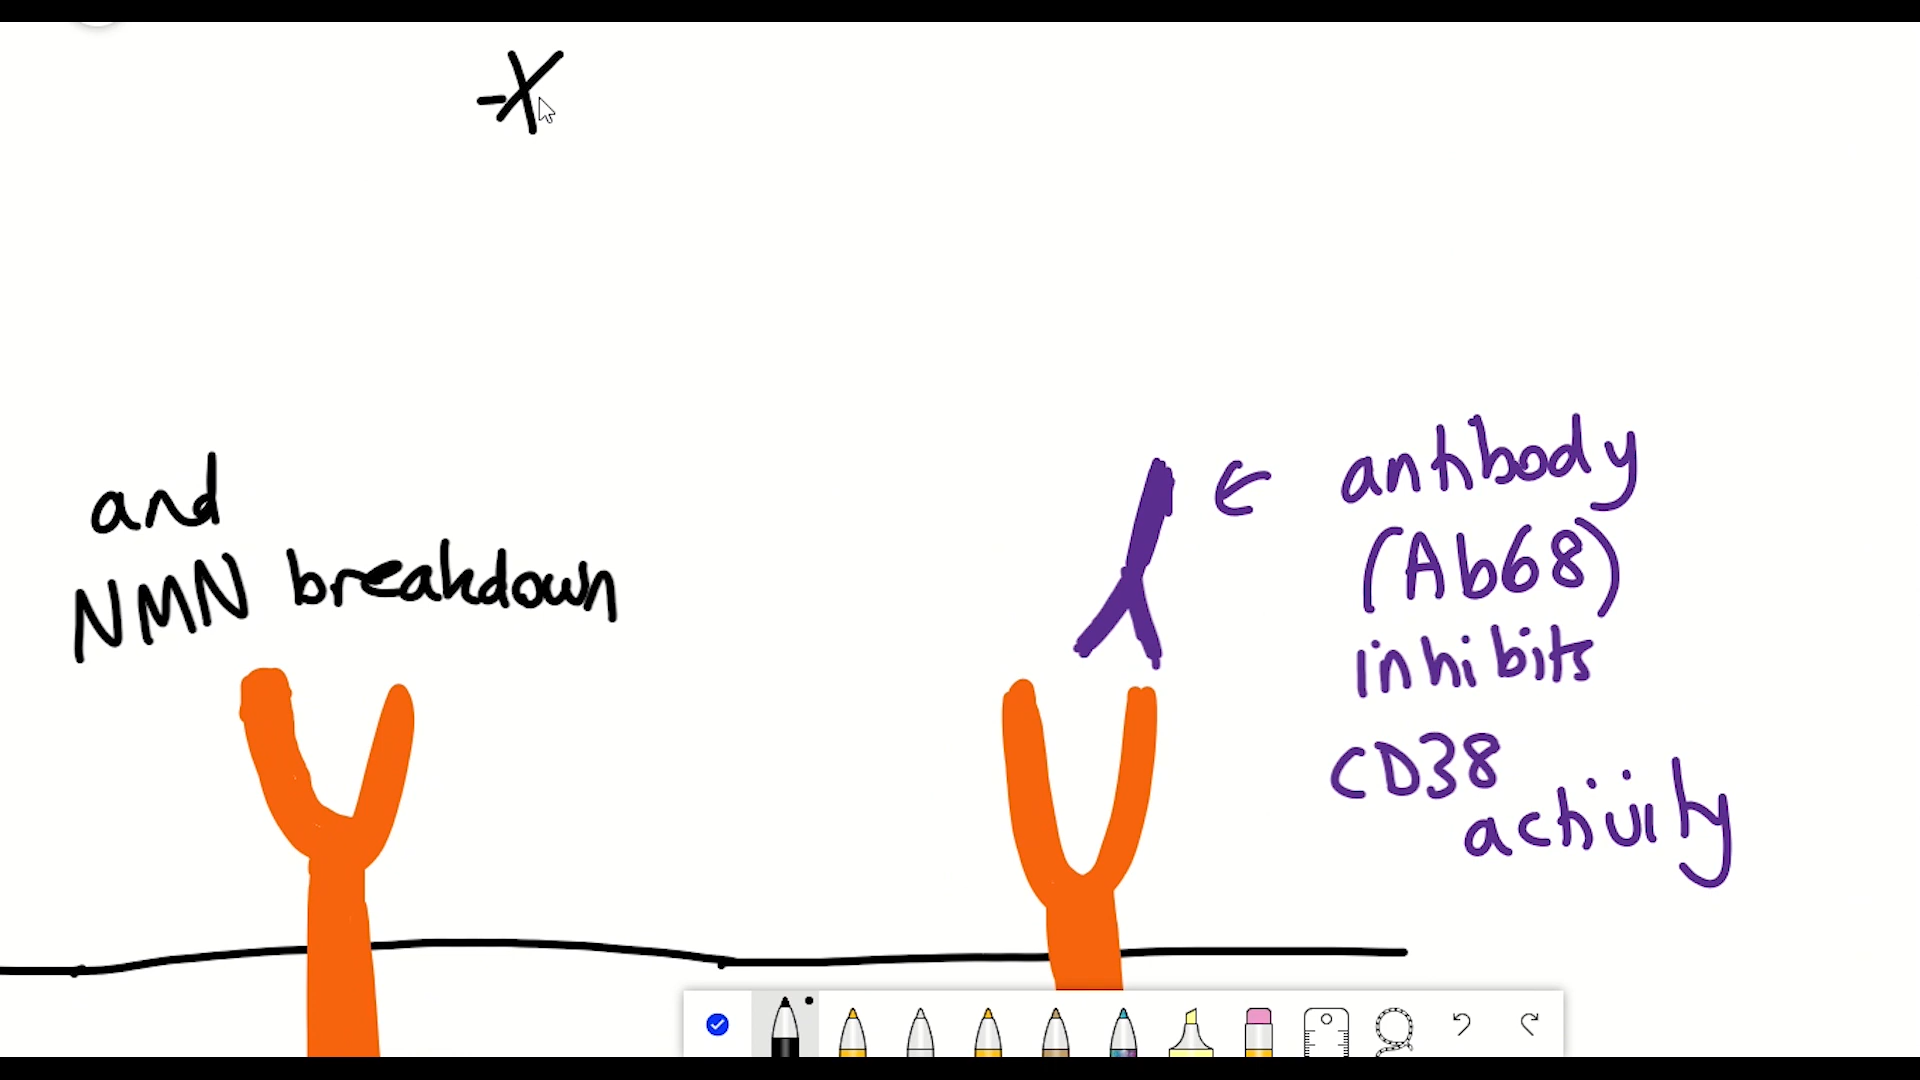 -X
and
NMN breakdown
antibody
(Ab68)
inhibits
CD38
activity